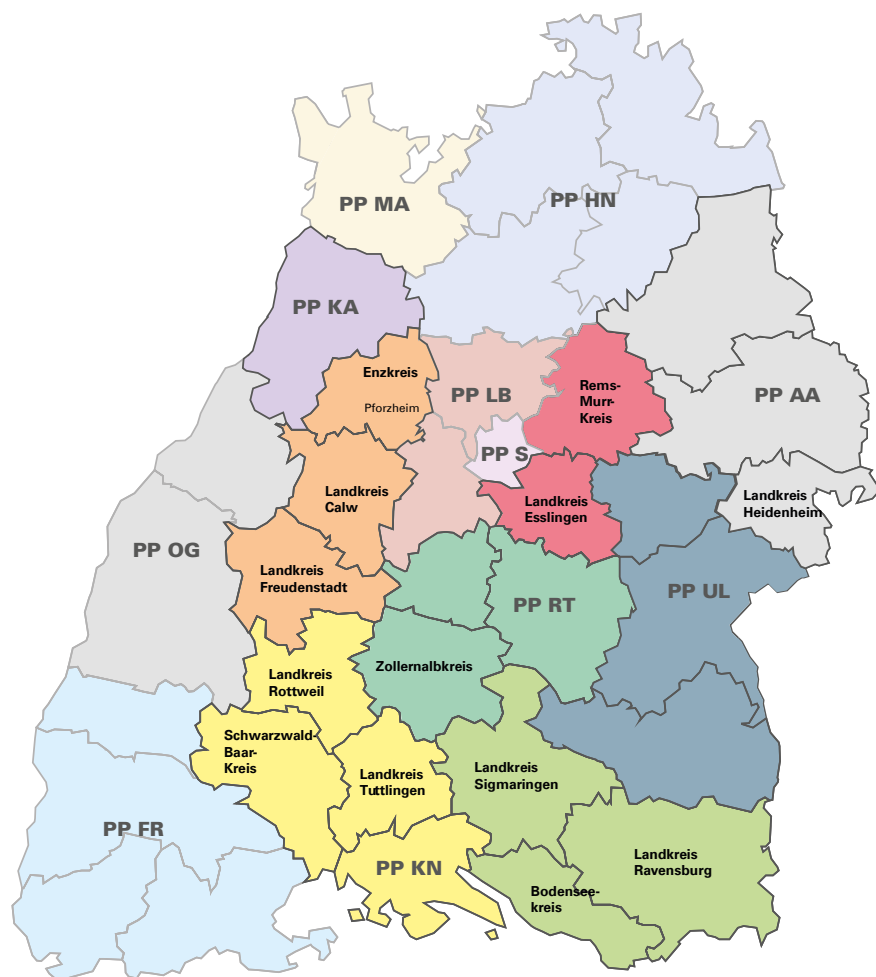 PP MA
PP HN
PP KA
Enzkreis
Pforzheim
PP LB
Rems-
Murr-
Kreis
PP AA
PP S
Landkreis
Calw
Landkreis
Esslingen
Landkreis
Heidenheim
PP OG
Landkreis
Freudenstadt
PP RT
PP UL
Landkreis
Rottweil
Zollernalbkreis
Schwarzwald-
Baar-
Kreis
Landkreis
Tuttlingen
Landkreis
Sigmaringen
PP FR
PP KN
Landkreis
Ravensburg
Bodensee-
kreis